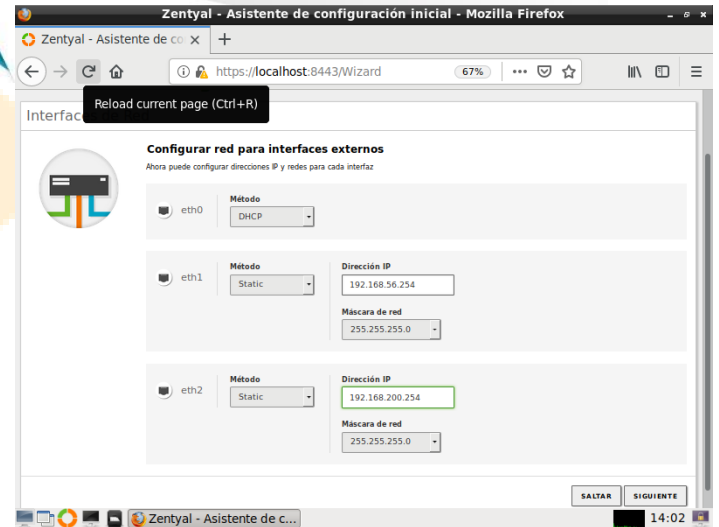 Zentyal - Asistente de configuración inicial - Mozilla Firefox
Zentyal - Asistente de co
https://localhost:8443/Wizard
67%
Reload current page (Ctrl+R)
Interfac
Configurar red para interfaces externos
Ahora puede configurar direcciones IP y redes para cada interfaz
eth0
Método
DHCP
eth1
Método
Static
Dirección IP
192.168.56.254
Máscara de red
255.255.255.0
eth2
Método
Static
Dirección IP
192.168.200.254
Máscara de red
255.255.255.0
SALTAR
SIGUIENTE
Zentyal - Asistente de c...
14:02